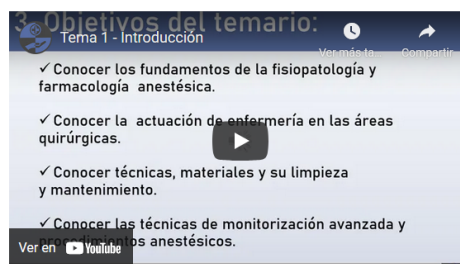 3. Objetivos del temario:
Tema 1 - Introducción
Ver más ta...
Compartir
✓ Conocer los fundamentos de la fisiopatología y
farmacología anestésica.
✓ Conocer la actuación de enfermería en las áreas
quirúrgicas.
✓ Conocer técnicas, materiales y su limpieza
y mantenimiento.
✓ Conocer las técnicas de monitorización avanzada y
procedimientos anestésicos.
Ver en YouTube